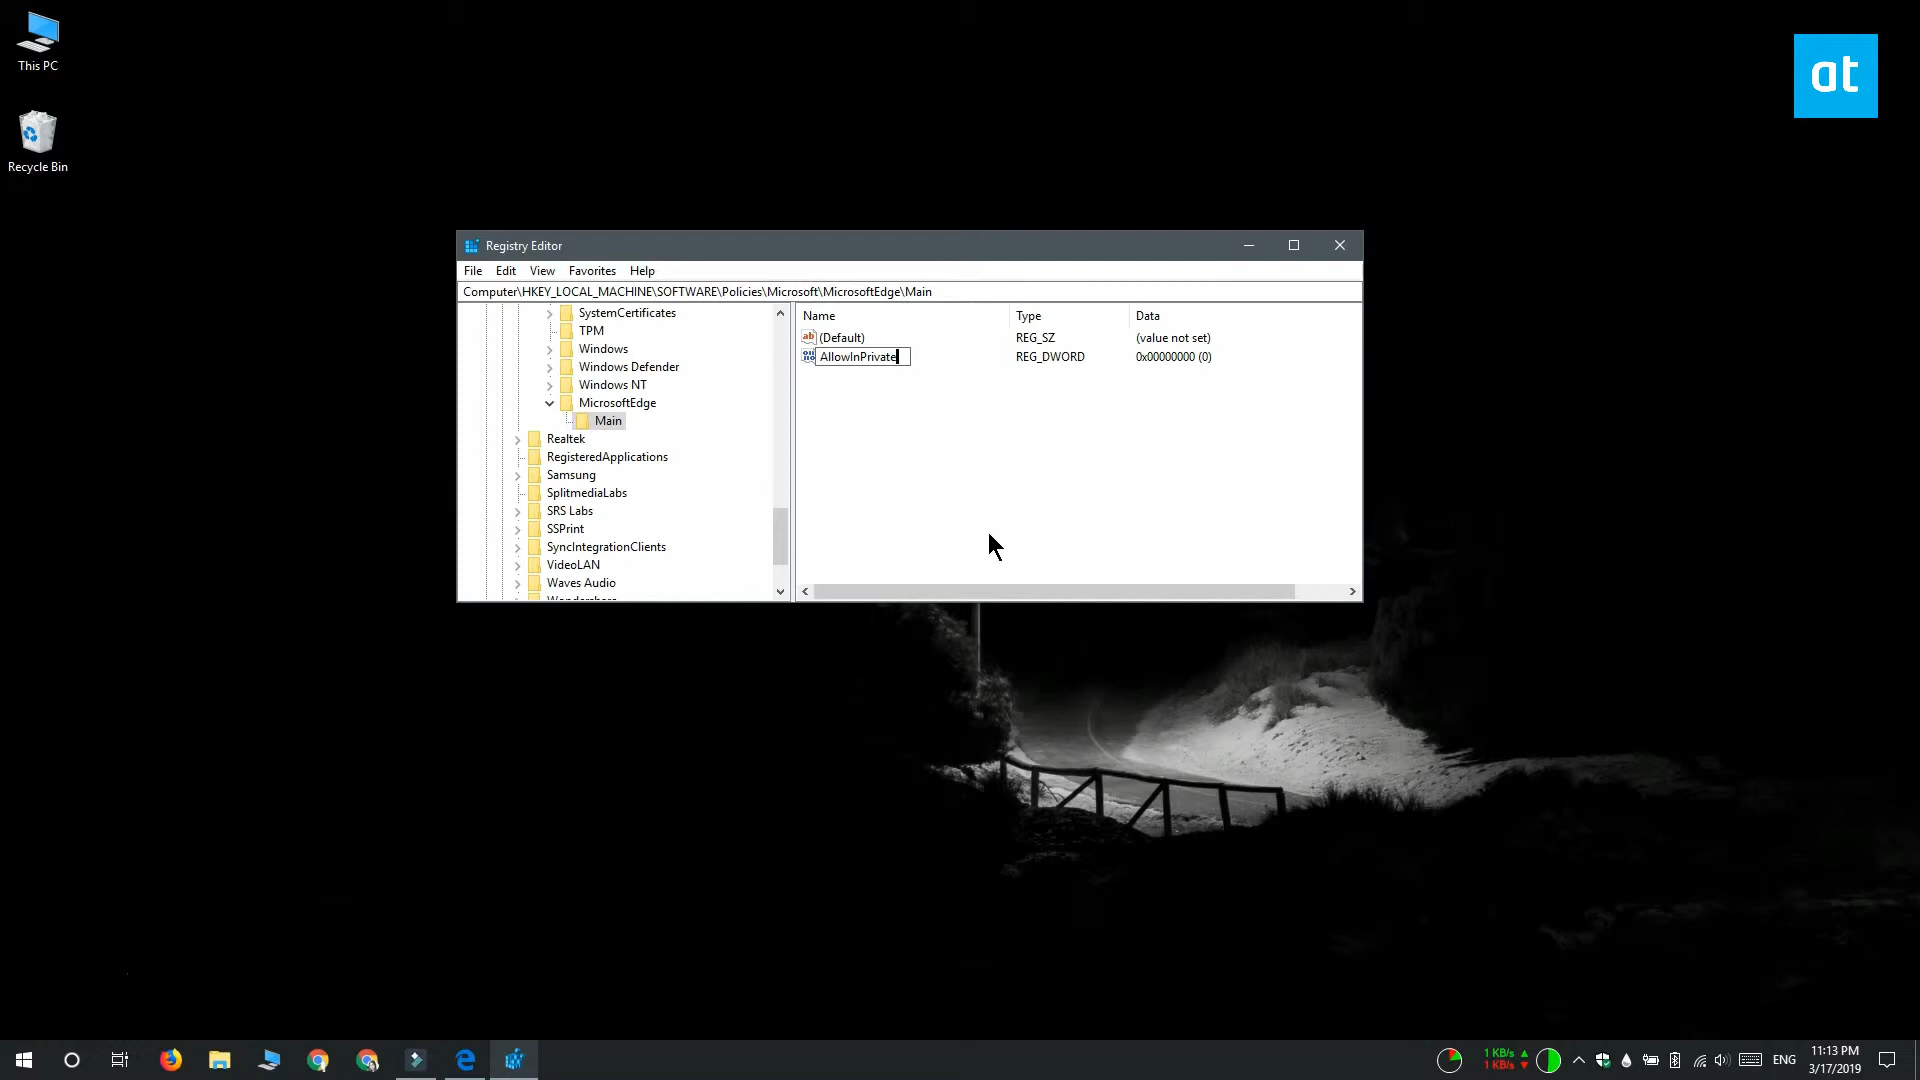 This PC
Recycle Bin
at
Registry Editor
File Edit View Favorites Help
Computer\HKEY_LOCAL_MACHINE\SOFTWARE\Policies\Microsoft\MicrosoftEdge\Main
SystemCertificates
TPM
Windows
Windows Defender
Windows NT
MicrosoftEdge
Main
Realtek
RegisteredApplications
Samsung
SplitmediaLabs
SRS Labs
SSPrint
SyncIntegrationClients
VideoLAN
Waves Audio
Name Type Data
ab (Default) REG_SZ (value not set)
AllowInPrivate REG_DWORD 0x00000000 (0)
1 KB/s
1 KB/s
ENG
11:13 PM
3/17/2019